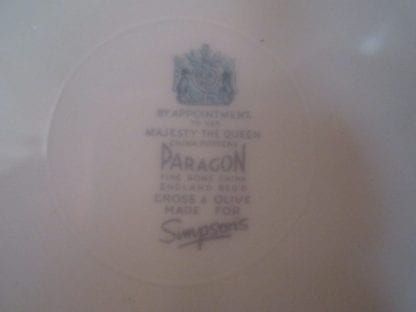 BY APPOINTMENT
TO HER
MAJESTY THE QUEEN
CHINA POTTERS
PARAGON
FINE BONE CHINA
ENGLAND REG'D
CROSS & OLIVE
MADE FOR
Simpsons